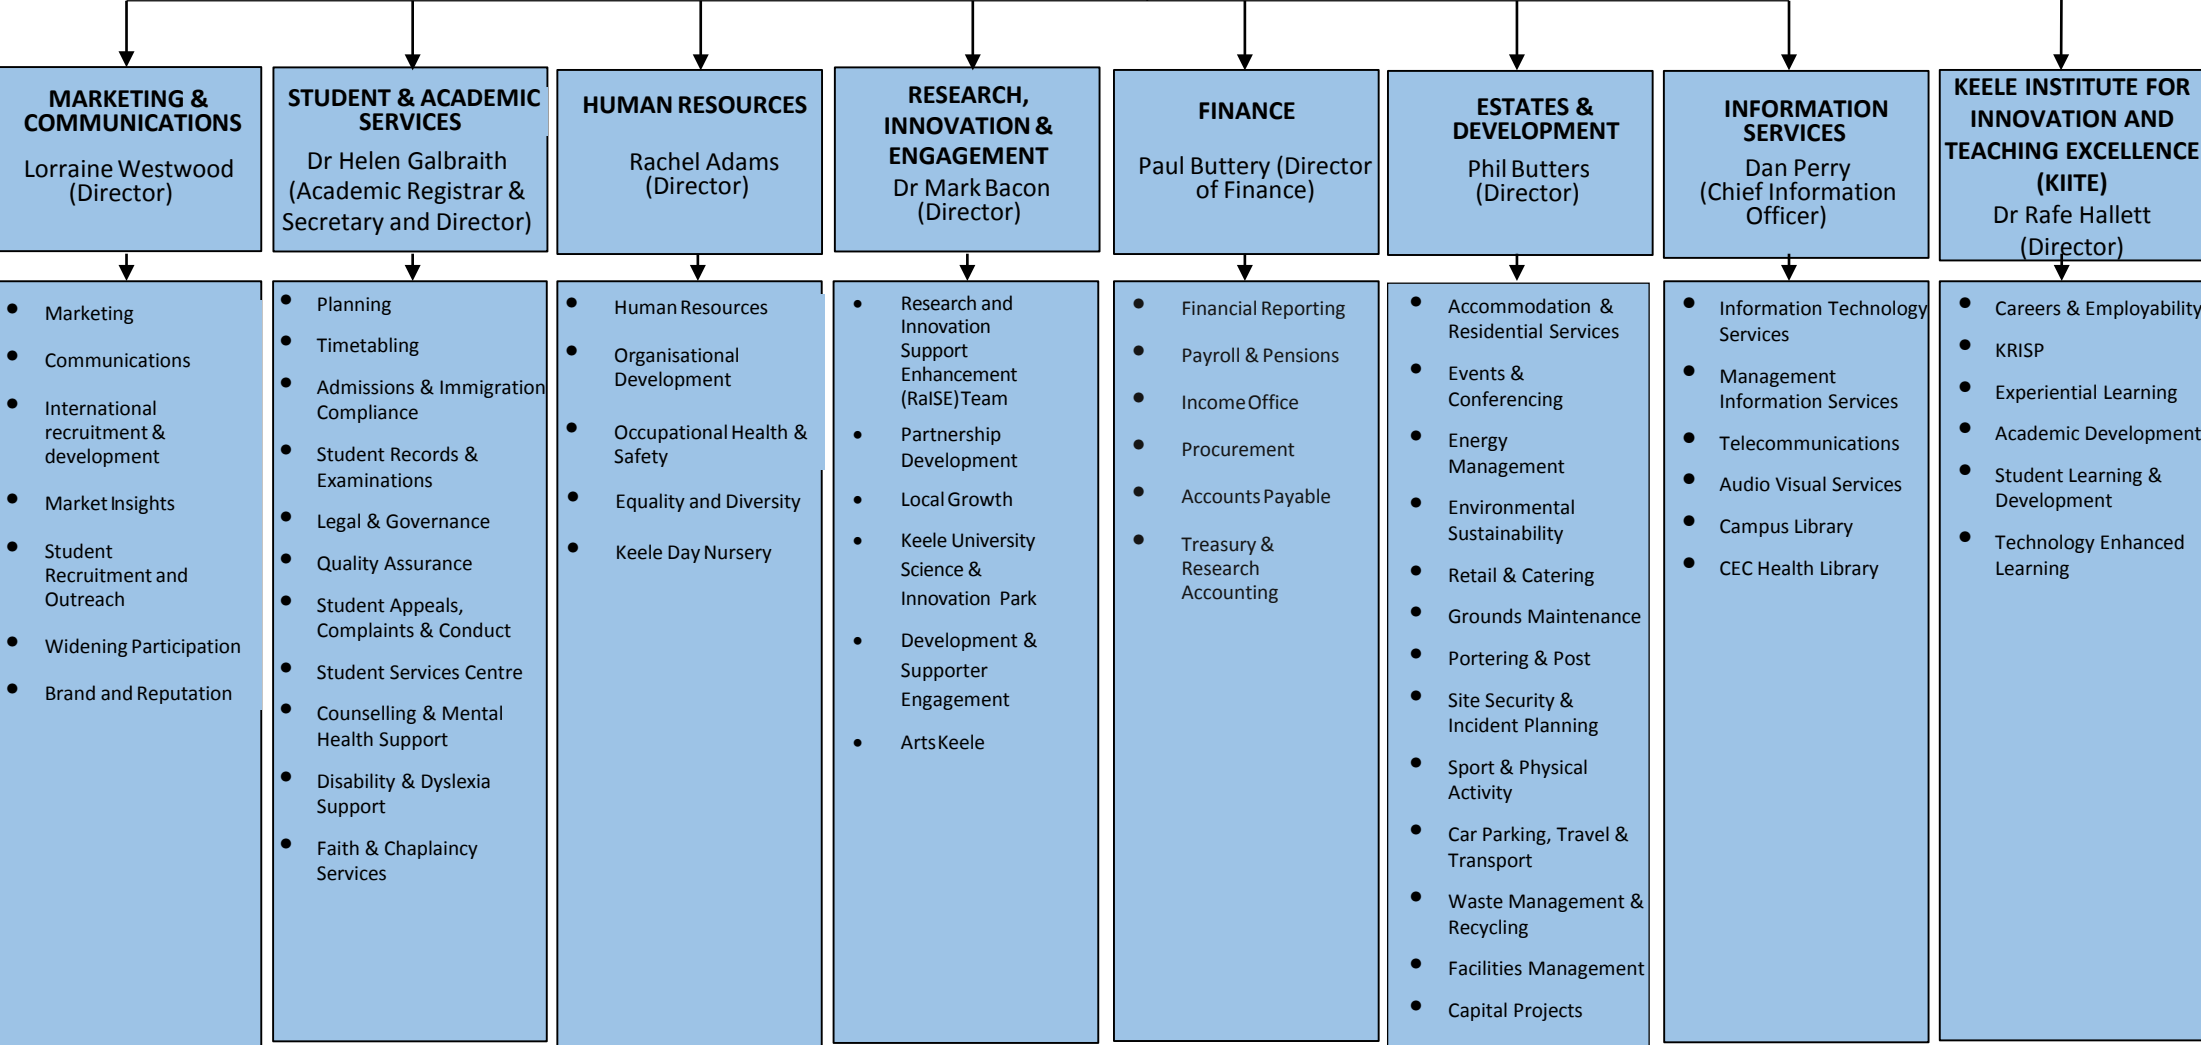 MARKETING &
COMMUNICATIONS
Lorraine Westwood
(Director)
STUDENT & ACADEMIC
SERVICES
Dr Helen Galbraith
(Academic Registrar &
Secretary and Director)
HUMAN RESOURCES
Rachel Adams
(Director)
RESEARCH,
INNOVATION &
ENGAGEMENT
Dr Mark Bacon
(Director)
FINANCE
Paul Buttery (Director
of Finance)
ESTATES &
DEVELOPMENT
Phil Butters
(Director)
INFORMATION
SERVICES
Dan Perry
(Chief Information
Officer)
KEELE INSTITUTE FOR
INNOVATION AND
TEACHING EXCELLENCE
(KIITE)
Dr Rafe Hallett
(Director)
• Marketing
• Communications
• International
recruitment &
development
• Market Insights
• Student
Recruitment and
Outreach
• Widening Participation
• Brand and Reputation
• Planning
• Timetabling
• Admissions & Immigration
Compliance
• Student Records &
Examinations
• Legal & Governance
• Quality Assurance
• Student Appeals,
Complaints & Conduct
• Student Services Centre
• Counselling & Mental
Health Support
• Disability & Dyslexia
Support
• Faith & Chaplaincy
Services
• Human Resources
• Organisational
Development
• Occupational Health &
Safety
• Equality and Diversity
• Keele Day Nursery
• Research and
Innovation
Support
Enhancement
(RaISE) Team
• Partnership
Development
• Local Growth
• Keele University
Science &
Innovation Park
• Development &
Supporter
Engagement
• ArtsKeele
• Financial Reporting
• Payroll & Pensions
• Income Office
• Procurement
• Accounts Payable
• Treasury &
Research
Accounting
• Accommodation &
Residential Services
• Events &
Conferencing
• Energy
Management
• Environmental
Sustainability
• Retail & Catering
• Grounds Maintenance
• Portering & Post
• Site Security &
Incident Planning
• Sport & Physical
Activity
• Car Parking, Travel &
Transport
• Waste Management &
Recycling
• Facilities Management
• Capital Projects
• Information Technology
Services
• Management
Information Services
• Telecommunications
• Audio Visual Services
• Campus Library
• CEC Health Library
• Careers & Employability
• KRISP
• Experiential Learning
• Academic Development
• Student Learning &
Development
• Technology Enhanced
Learning